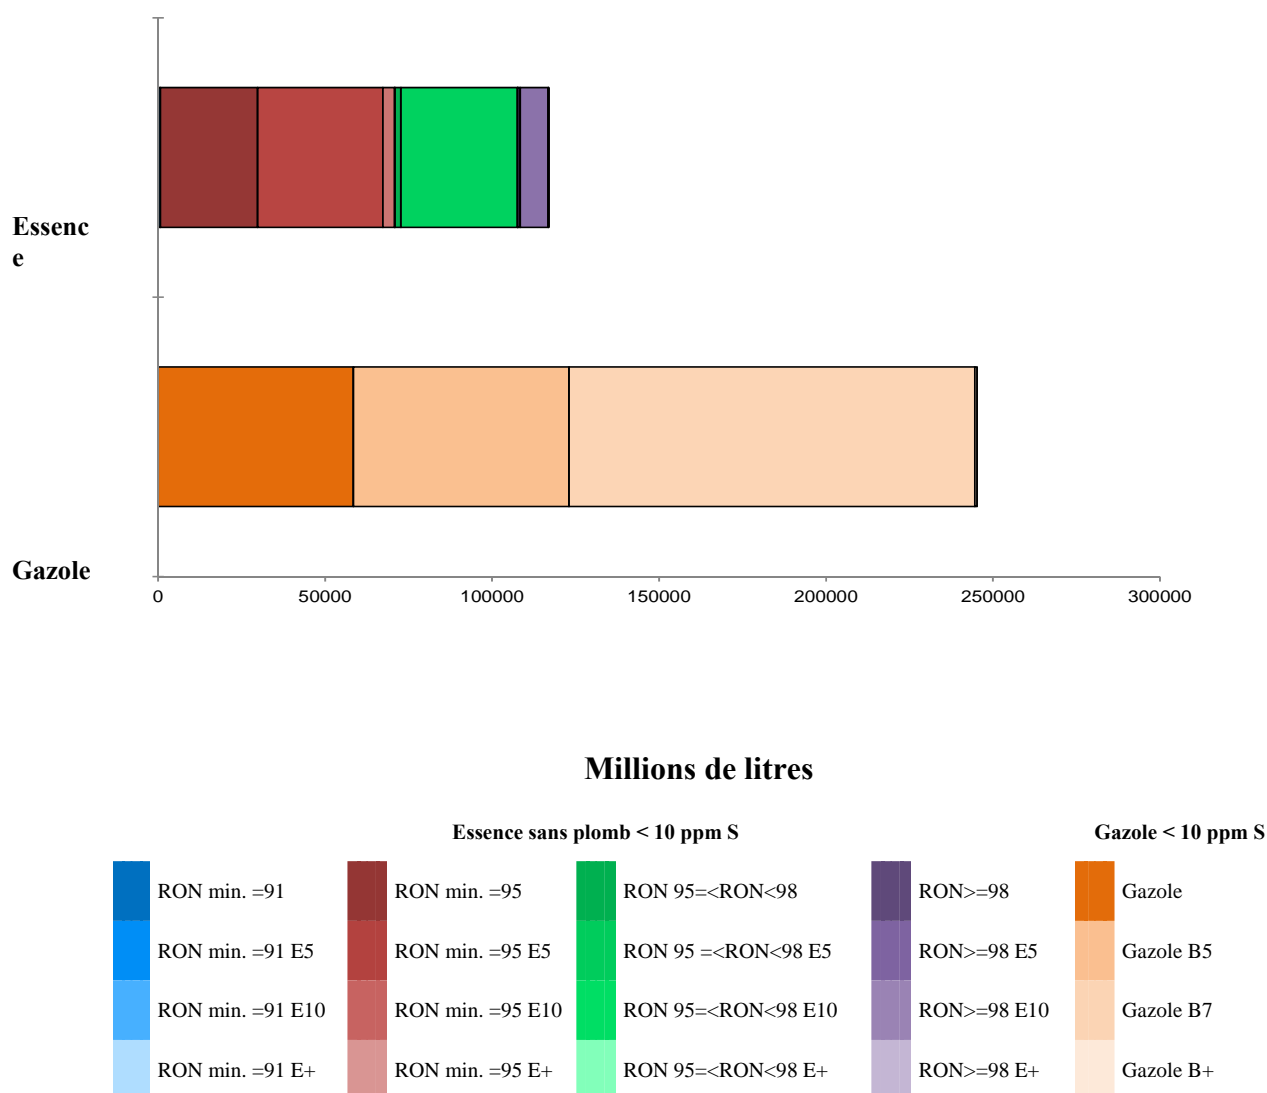 Essenc
e
Gazole
0 50000 100000 150000 200000 250000 300000
Millions de litres
Essence sans plomb < 10 ppm S Gazole < 10 ppm S
RON min. =91 RON min. =95 RON 95=<RON<98 RON>=98 Gazole
RON min. =91 E5 RON min. =95 E5 RON 95 =<RON<98 E5 RON>=98 E5 Gazole B5
RON min. =91 E10 RON min. =95 E10 RON 95=<RON<98 E10 RON>=98 E10 Gazole B7
RON min. =91 E+ RON min. =95 E+ RON 95=<RON<98 E+ RON>=98 E+ Gazole B+